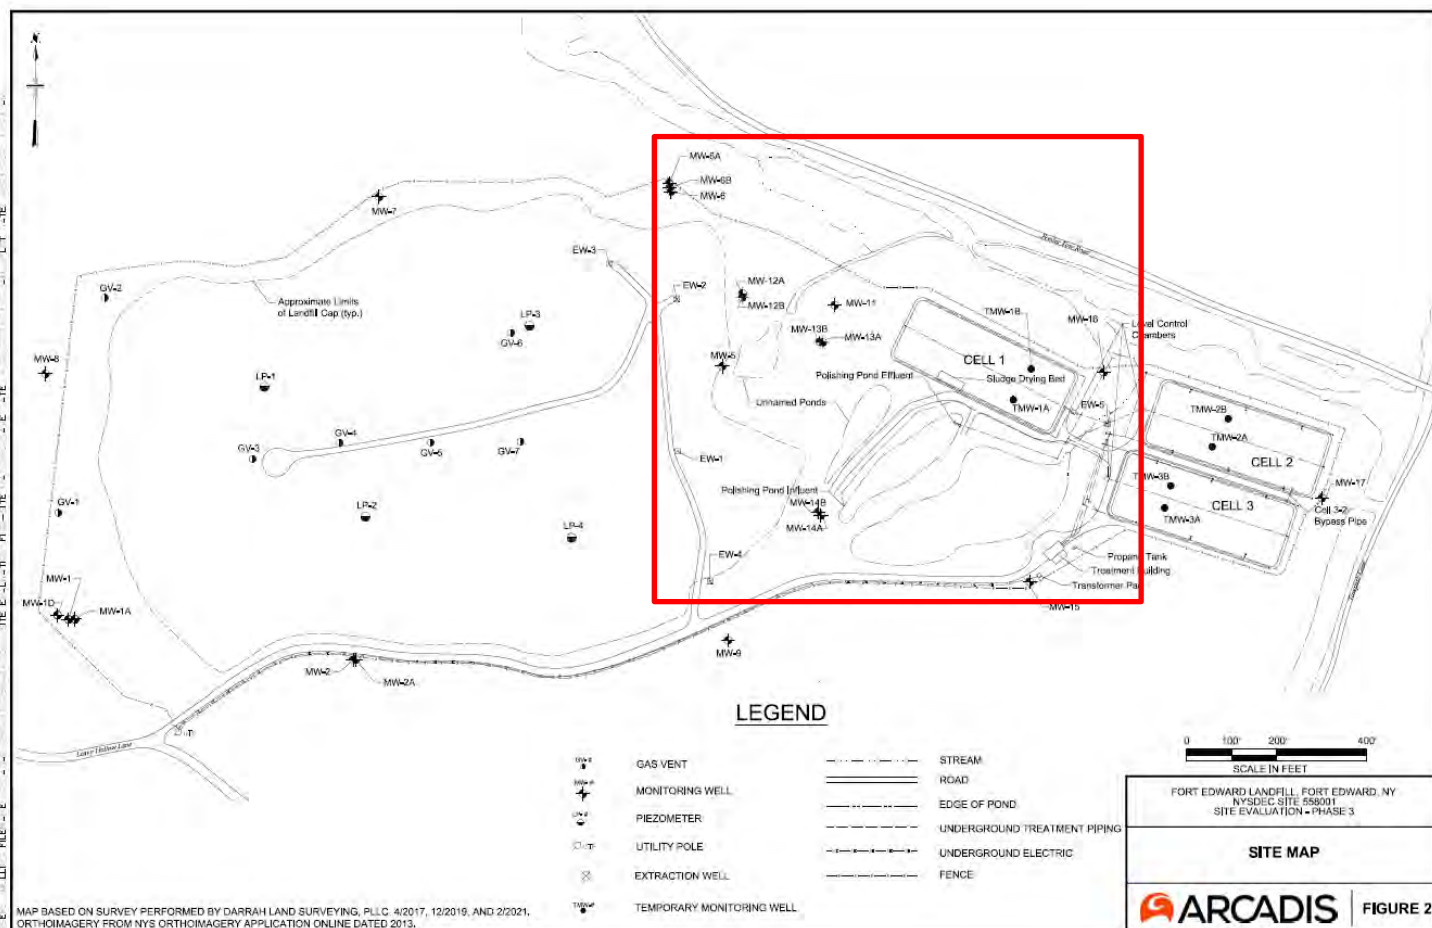 N
MW-6A
MW-6B
MW-6
MW-7
EW-3
GV-2
EW-2
MW-12A
MW-12B
MW-11
Approximate Limits
of Landfill Cap (typ.)
LP-3
GV-6
TMW-1B
MW-18
Level Control
Chambers
MW-13B
MW-13A
CELL 1
MW-8
MW-5
Polishing Pond Effluent
Sludge Drying Bed
LP-1
Unnamed Ponds
TMW-1A
EW-5
TMW-2B
TMW-2A
GV-4
GV-3
GV-5
GV-7
EW-1
CELL 2
Polishing Pond Influent
TMW-3B
MW-17
GV-1
LP-2
MW-14B
MW-14A
CELL 3
TMW-3A
Cell 3-2
Bypass Pipe
LP-4
EW-4
Propane Tank
Treatment Building
Transformer Pad
MW-1
MW-1D
MW-1A
MW-15
MW-9
MW-2
MW-2A
Leavy Hollow Lane
LEGEND
GAS VENT
MONITORING WELL
PIEZOMETER
UTILITY POLE
EXTRACTION WELL
TEMPORARY MONITORING WELL
STREAM
ROAD
EDGE OF POND
UNDERGROUND TREATMENT PIPING
UNDERGROUND ELECTRIC
FENCE
0 100' 200' 400'
SCALE IN FEET
FORT EDWARD LANDFILL, FORT EDWARD, NY
NYSDEC SITE 558001
SITE EVALUATION - PHASE 3
SITE MAP
ARCADIS
FIGURE 2
MAP BASED ON SURVEY PERFORMED BY DARRAH LAND SURVEYING, PLLC. 4/2017, 12/2019, AND 2/2021.
ORTHOIMAGERY FROM NYS ORTHOIMAGERY APPLICATION ONLINE DATED 2013.